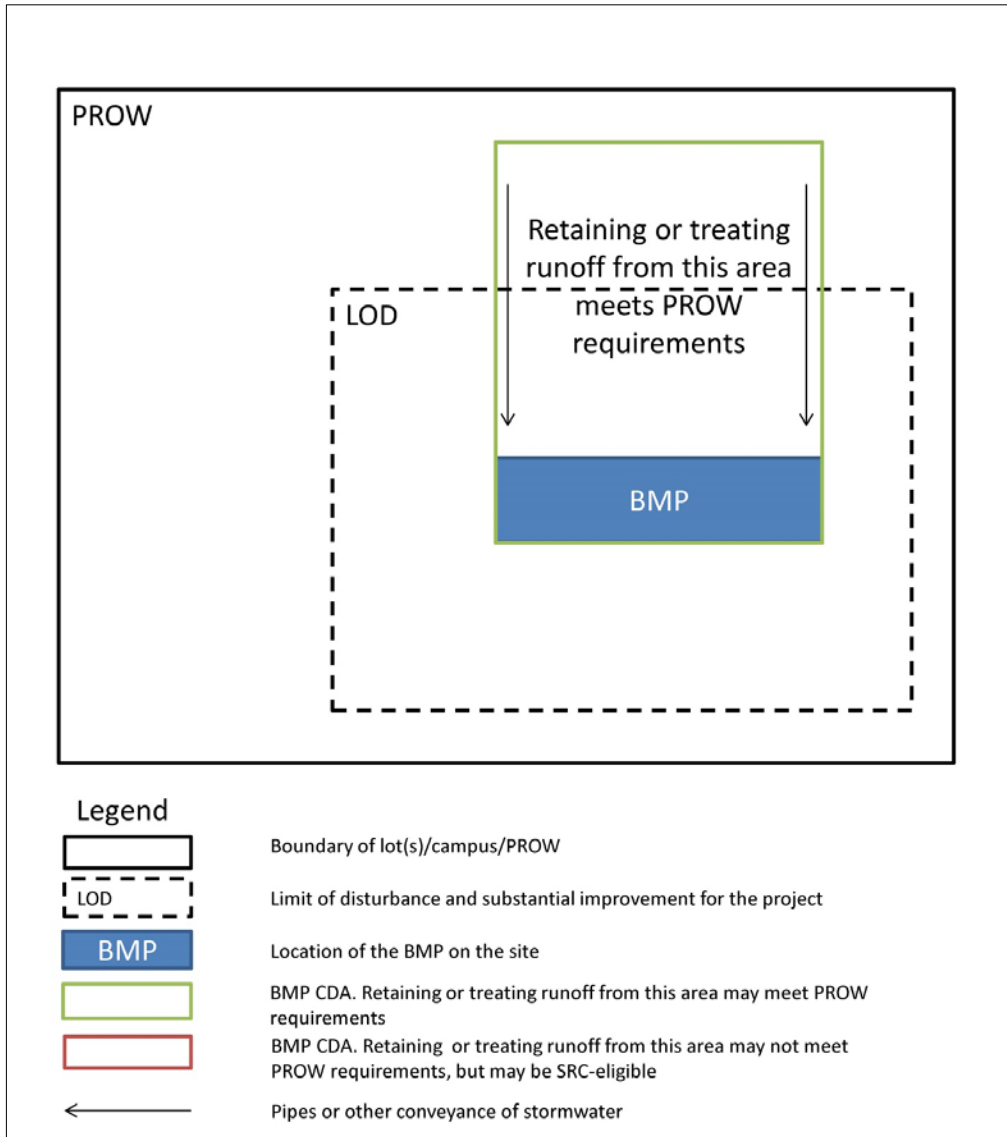 PROW
Retaining or treating
runoff from this area
meets PROW
requirements
LOD
BMP
Legend
Boundary of lot(s)/campus/PROW
LOD
Limit of disturbance and substantial improvement for the project
BMP
Location of the BMP on the site
BMP CDA. Retaining or treating runoff from this area may meet PROW
requirements
BMP CDA. Retaining or treating runoff from this area may not meet
PROW requirements, but may be SRC-eligible
Pipes or other conveyance of stormwater